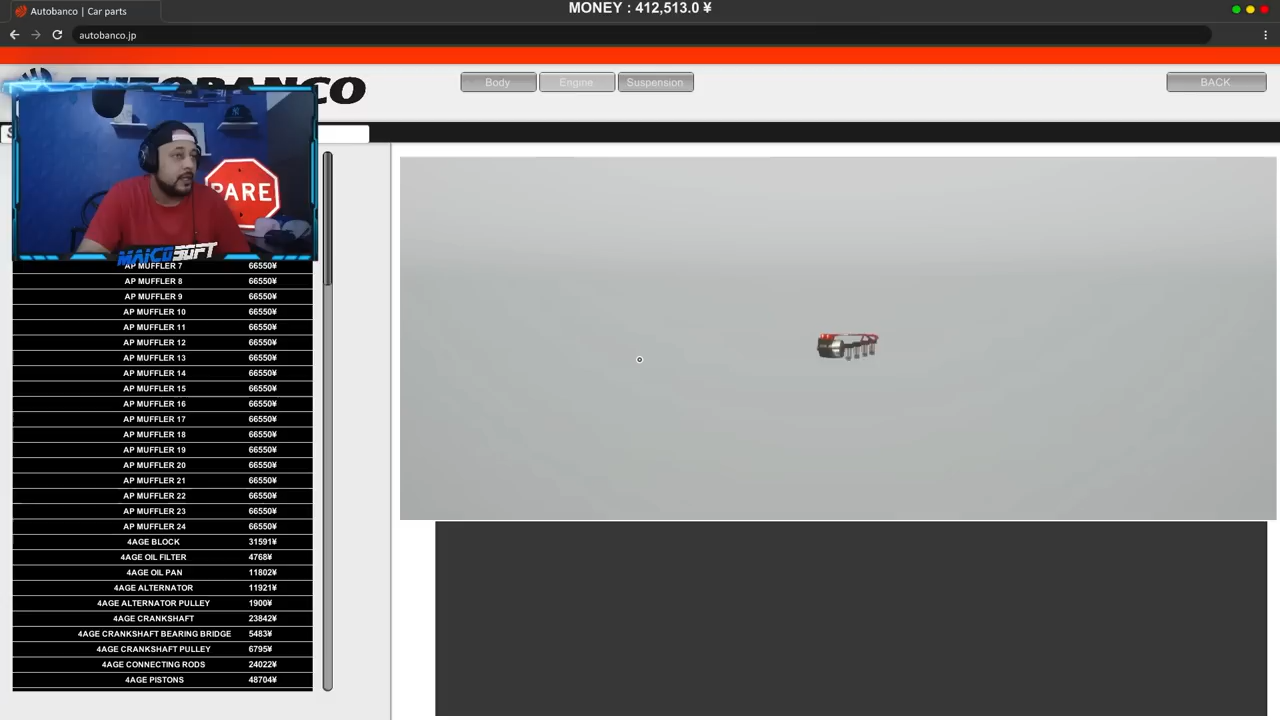 Autobanco | Car parts
MONEY : 412,513.0 ¥
autobanco.jp
AUTOBANCO
Body
Engine
Suspension
BACK
PARE
MAICOSOFT
AP MUFFLER 7 66550¥
AP MUFFLER 8 66550¥
AP MUFFLER 9 66550¥
AP MUFFLER 10 66550¥
AP MUFFLER 11 66550¥
AP MUFFLER 12 66550¥
AP MUFFLER 13 66550¥
AP MUFFLER 14 66550¥
AP MUFFLER 15 66550¥
AP MUFFLER 16 66550¥
AP MUFFLER 17 66550¥
AP MUFFLER 18 66550¥
AP MUFFLER 19 66550¥
AP MUFFLER 20 66550¥
AP MUFFLER 21 66550¥
AP MUFFLER 22 66550¥
AP MUFFLER 23 66550¥
AP MUFFLER 24 66550¥
4AGE BLOCK 31591¥
4AGE OIL FILTER 4768¥
4AGE OIL PAN 11802¥
4AGE ALTERNATOR 11921¥
4AGE ALTERNATOR PULLEY 1900¥
4AGE CRANKSHAFT 23842¥
4AGE CRANKSHAFT BEARING BRIDGE 5483¥
4AGE CRANKSHAFT PULLEY 6795¥
4AGE CONNECTING RODS 24022¥
4AGE PISTONS 48704¥